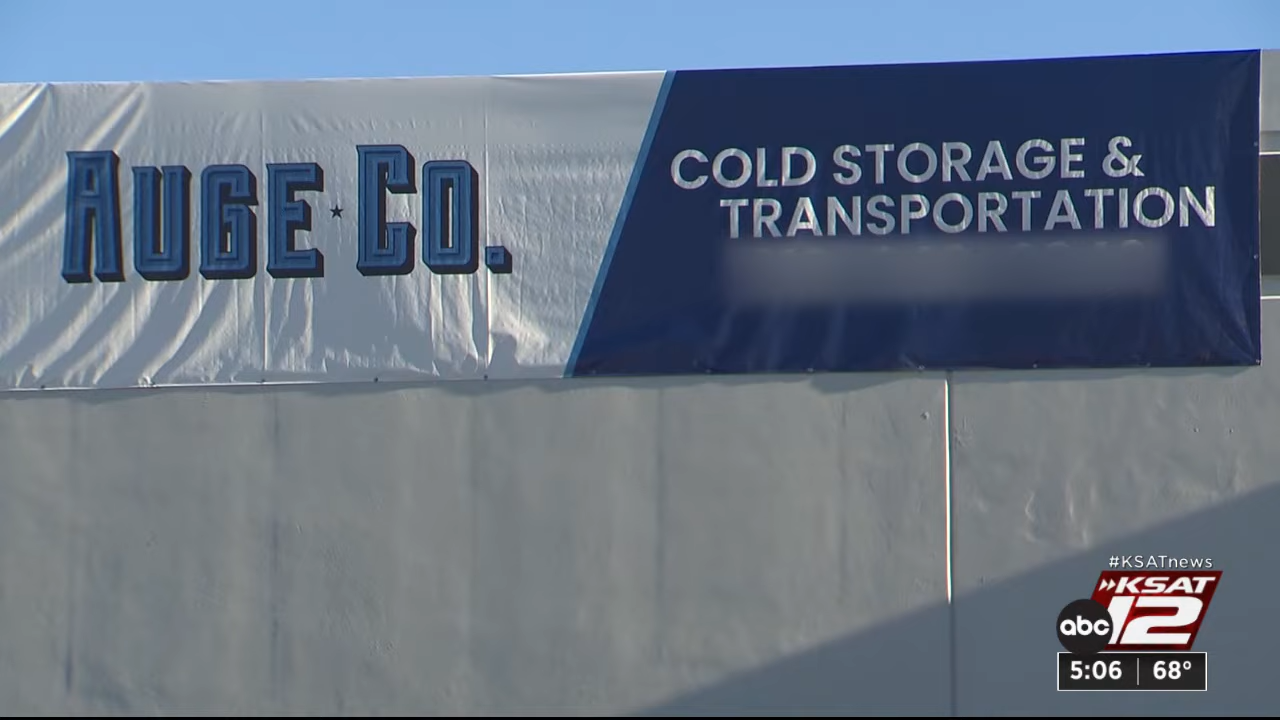 AUGE ★ CO.
COLD STORAGE &
TRANSPORTATION
#KSATnews
KSAT
abc 12
5:06 68°